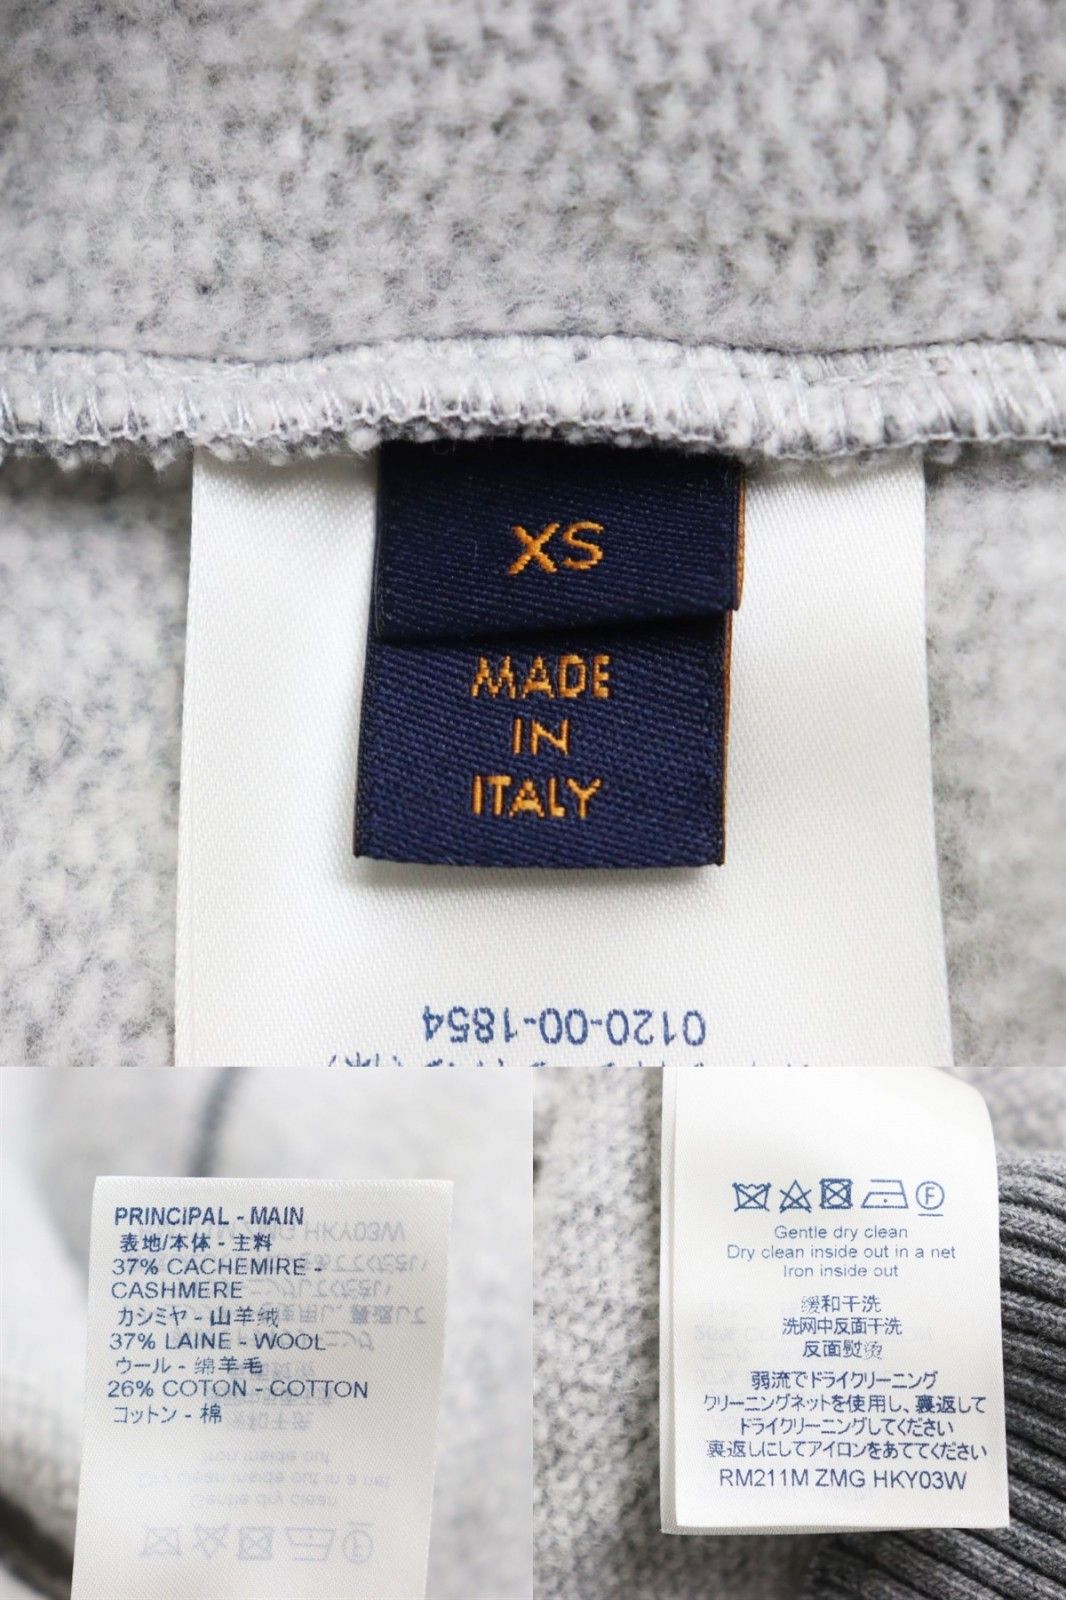 XS
MADE
IN
ITALY
0120-00-1854
PRINCIPAL - MAIN
表地/本体 - 主料
37% CACHEMIRE -
CASHMERE
カシミヤ - 山羊绒
37% LAINE - WOOL
ウール - 绵羊毛
26% COTON - COTTON
コットン - 棉
Gentle dry clean
Dry clean inside out in a net
Iron inside out
缓和干洗
洗网中反面干洗
反面熨烫
弱流でドライクリーニング
クリーニングネットを使用し、裏返して
ドライクリーニングしてください
裏返しにしてアイロンをあててください
RM211M ZMG HKY03W